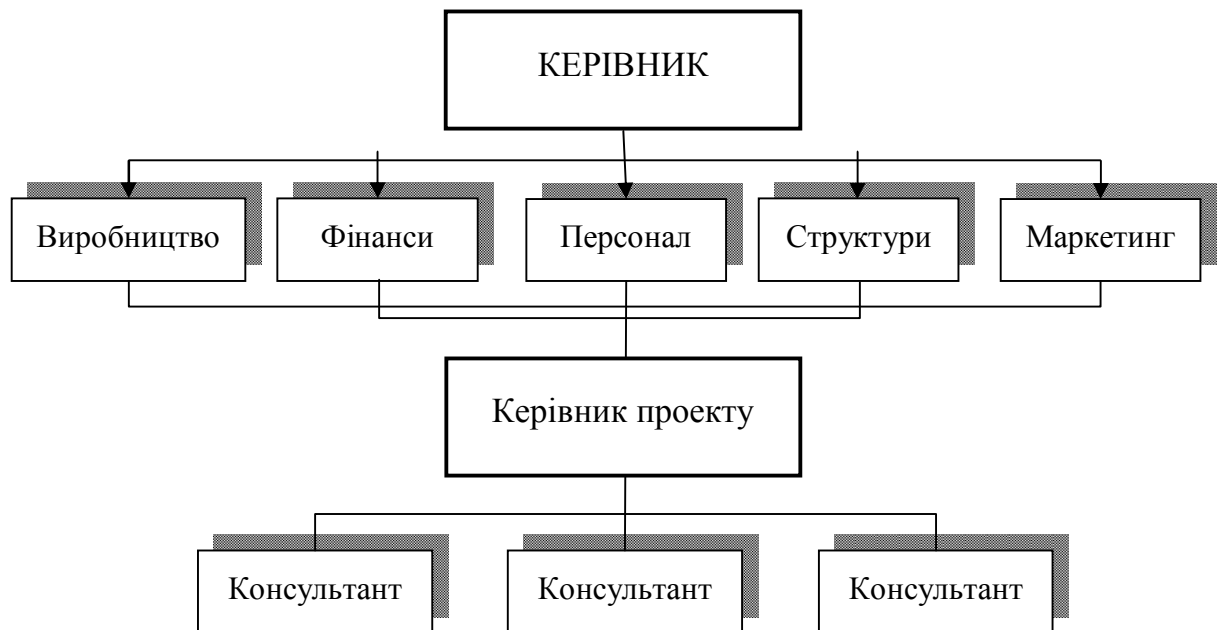 КЕРІВНИК
Виробництво
Фінанси
Персонал
Структури
Маркетинг
Керівник проекту
Консультант
Консультант
Консультант